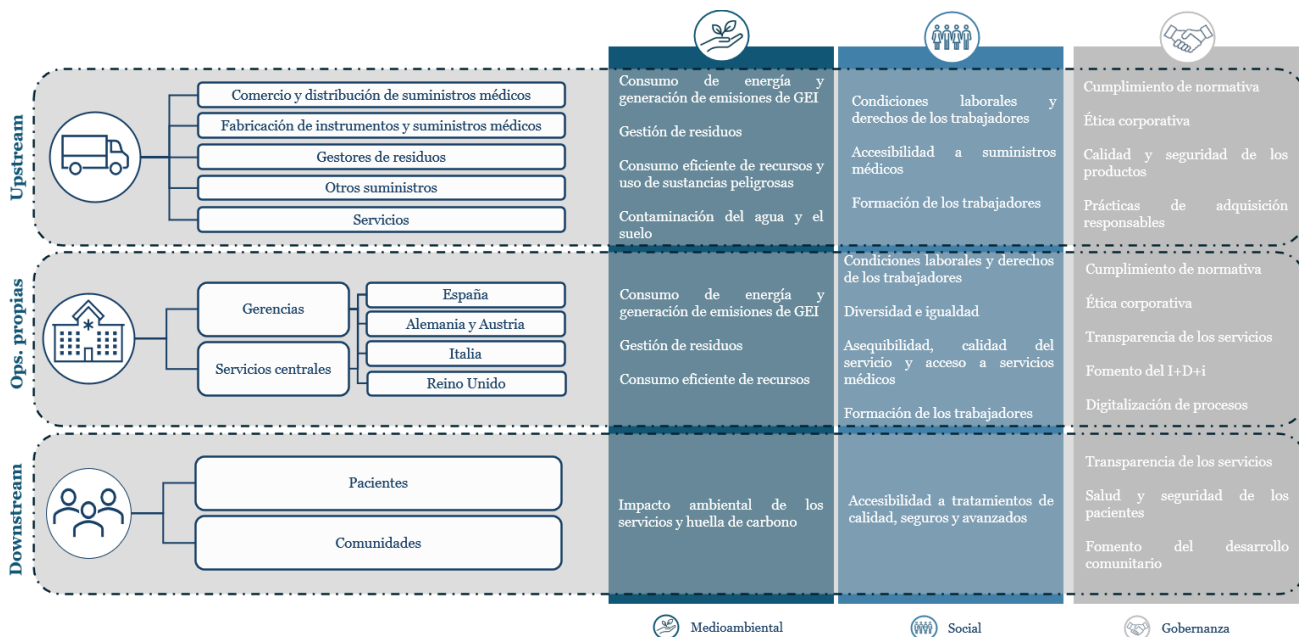 Upstream
Comercio y distribución de suministros médicos
Fabricación de instrumentos y suministros médicos
Gestores de residuos
Otros suministros
Servicios
Consumo de energía y
generación de emisiones de GEI
Gestión de residuos
Consumo eficiente de recursos y
uso de sustancias peligrosas
Contaminación del agua y el
suelo
Condiciones laborales y
derechos de los trabajadores
Accesibilidad a suministros
médicos
Formación de los trabajadores
Cumplimiento de normativa
Ética corporativa
Calidad y seguridad de los
productos
Prácticas de adquisición
responsables
Ops. propias
Gerencias
Servicios centrales
España
Alemania y Austria
Italia
Reino Unido
Consumo de energía y
generación de emisiones de GEI
Gestión de residuos
Consumo eficiente de recursos
Condiciones laborales y derechos
de los trabajadores
Diversidad e igualdad
Asequibilidad, calidad del
servicio y acceso a servicios
médicos
Formación de los trabajadores
Cumplimiento de normativa
Ética corporativa
Transparencia de los servicios
Fomento del I+D+i
Digitalización de procesos
Downstream
Pacientes
Comunidades
Impacto ambiental de los
servicios y huella de carbono
Accesibilidad a tratamientos de
calidad, seguros y avanzados
Transparencia de los servicios
Salud y seguridad de los
pacientes
Fomento del desarrollo
comunitario
Medioambiental
Social
Gobernanza